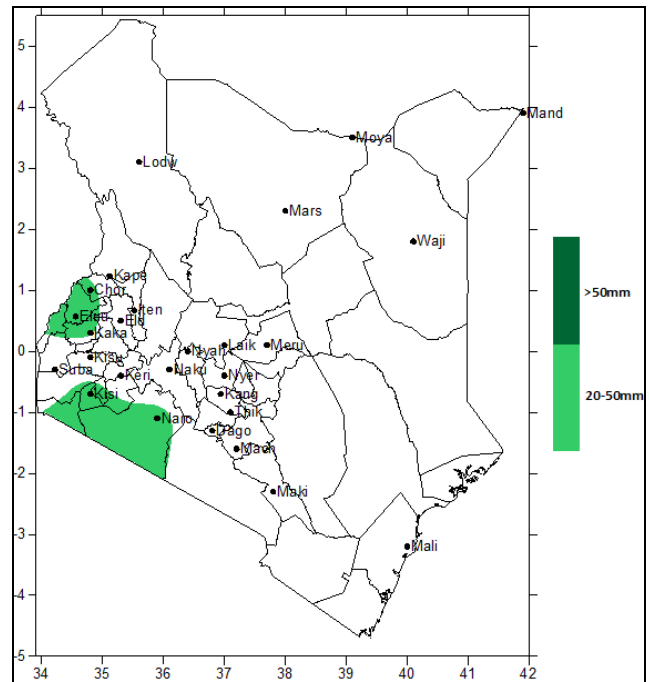 5
4
3
2
1
0
-1
-2
-3
-4
-5
34
35
36
37
38
39
40
41
42
Mand
Moya
Lodw
Mars
Waji
Kape
Chor
Iten
Eld
Kaka
Kisu
Suba
Keri
Naku
Nyah
Laik
Meru
Nyer
Kang
Kisi
Naro
Thik
Dago
Mach
Maki
Mali
>50mm
20-50mm